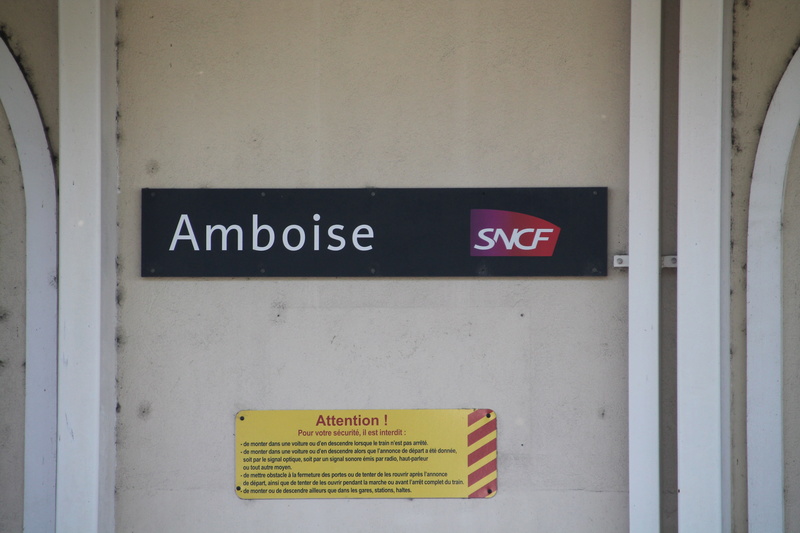 Amboise
SNCF
Attention !
Pour votre sécurité, il est interdit :
- de monter dans une voiture ou d'en descendre lorsque le train n'est pas arrêté.
- de monter dans une voiture ou d'en descendre alors que l'annonce de départ a été donnée,
soit par le signal optique, soit par un signal sonore émis par radio, haut-parleur
ou tout autre moyen.
- de mettre obstacle à la fermeture des portes ou de tenter de les rouvrir après l'annonce
de départ, ainsi que de tenter de les ouvrir pendant la marche ou avant l'arrêt complet du train.
- de monter ou de descendre ailleurs que dans les gares, stations, haltes.